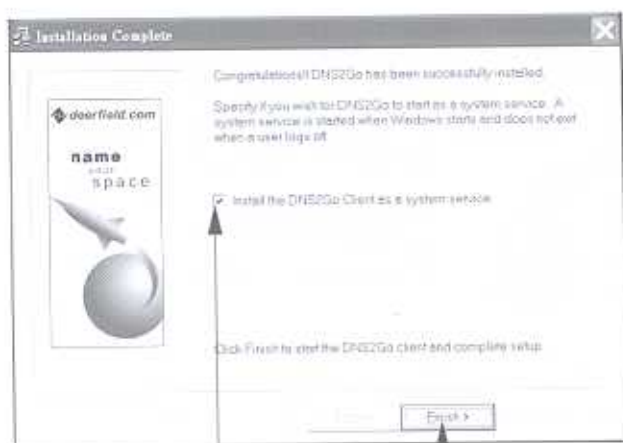 Installation Complete
Congratulations!! DNS2Go has been successfully installed.
Specify if you wish for DNS2Go to start as a system service. A
system service is started when Windows starts and does not exit
when a user logs off.
deerfield.com
name
your
space
Install the DNS2Go Client as a system service
Click Finish to start the DNS2Go client and complete setup
Finish >